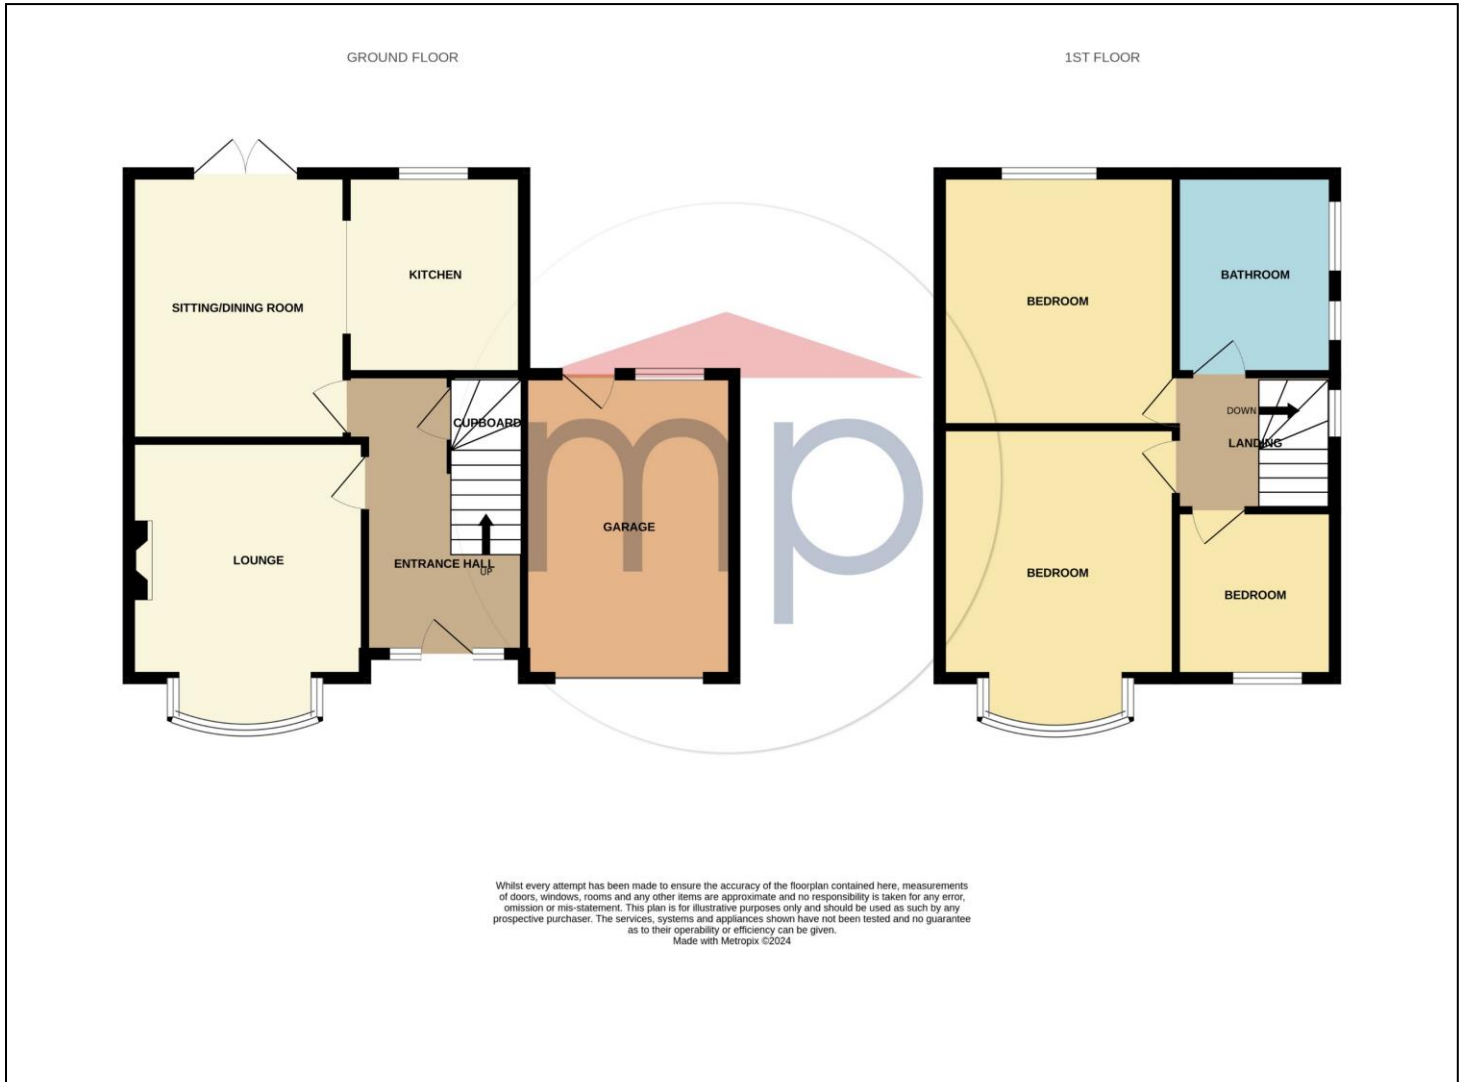 GROUND FLOOR
1ST FLOOR
SITTING/DINING ROOM
KITCHEN
CUPBOARD
LOUNGE
ENTRANCE HALL
UP
GARAGE
mp
BEDROOM
BATHROOM
DOWN
LANDING
BEDROOM
BEDROOM
Whilst every attempt has been made to ensure the accuracy of the floorplan contained here, measurements
of doors, windows, rooms and any other items are approximate and no responsibility is taken for any error,
omission or mis-statement. This plan is for illustrative purposes only and should be used as such by any
prospective purchaser. The services, systems and appliances shown have not been tested and no guarantee
as to their operability or efficiency can be given.
Made with Metropix ©2024